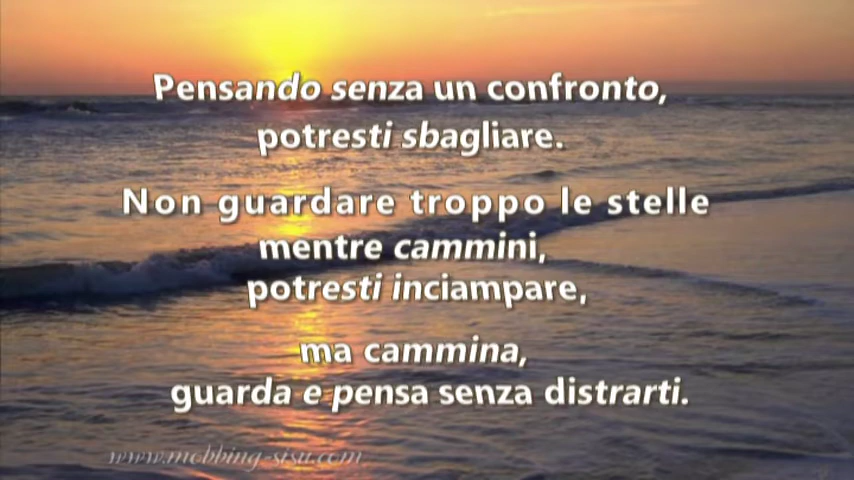 Pensando senza un confronto,
potresti sbagliare.
Non guardare troppo le stelle
mentre cammini,
potresti inciampare,
ma cammina,
guarda e pensa senza distrarti.
www.mobbing-sisu.com